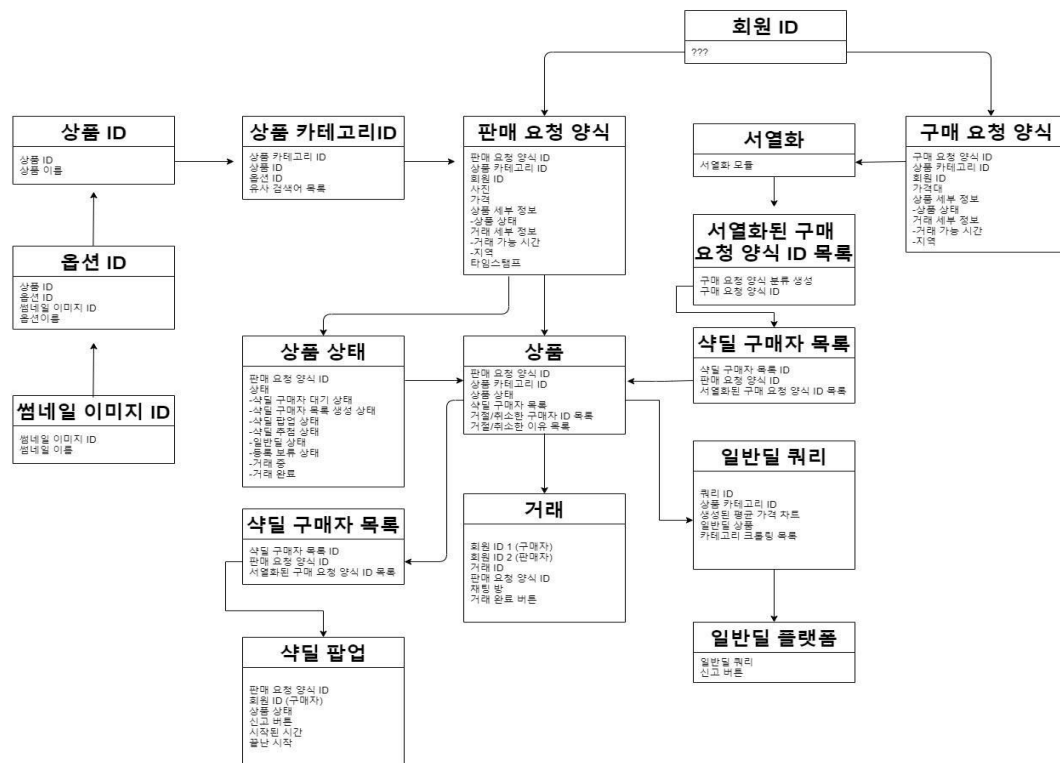 회원 ID
???
상품 ID
상품 ID
상품 이름
상품 카테고리ID
상품 카테고리 ID
상품 ID
옵션 ID
유사 검색어 목록
판매 요청 양식
판매 요청 양식 ID
상품 카테고리 ID
회원 ID
사진
가격
상품 세부 정보
-상품 상태
거래 세부 정보
-거래 가능 시간
-지역
타임스탬프
서열화
서열화 모듈
구매 요청 양식
구매 요청 양식 ID
상품 카테고리 ID
회원 ID
가격대
상품 세부 정보
-상품 상태
거래 세부 정보
-거래 가능 시간
-지역
서열화된 구매
요청 양식 ID 목록
구매 요청 양식 분류 생성
구매 요청 양식 ID
옵션 ID
상품 ID
옵션 ID
썸네일 이미지 ID
옵션이름
상품 상태
판매 요청 양식 ID
상태
-샥딜 구매자 대기 상태
-샥딜 구매자 목록 생성 상태
-샥딜 팝업 상태
-샥딜 추첨 상태
-일반딜 상태
-등록 보류 상태
-거래 중
-거래 완료
상품
판매 요청 양식 ID
상품 카테고리 ID
상품 상태
샥딜 구매자 목록
거절/취소한 구매자 ID 목록
거절/취소한 이유 목록
샥딜 구매자 목록
샥딜 구매자 목록 ID
판매 요청 양식 ID
서열화된 구매 요청 양식 ID 목록
썸네일 이미지 ID
썸네일 이미지 ID
썸네일 이름
일반딜 쿼리
쿼리 ID
상품 카테고리 ID
생성된 평균 가격 차트
일반딜 상품
카테고리 크롤링 목록
거래
회원 ID 1 (구매자)
회원 ID 2 (판매자)
거래 ID
판매 요청 양식 ID
채팅 방
거래 완료 버튼
샥딜 구매자 목록
샥딜 구매자 목록 ID
판매 요청 양식 ID
서열화된 구매 요청 양식 ID 목록
일반딜 플랫폼
일반딜 쿼리
신고 버튼
샥딜 팝업
판매 요청 양식 ID
회원 ID (구매자)
상품 상태
신고 버튼
시작된 시간
끝난 시작